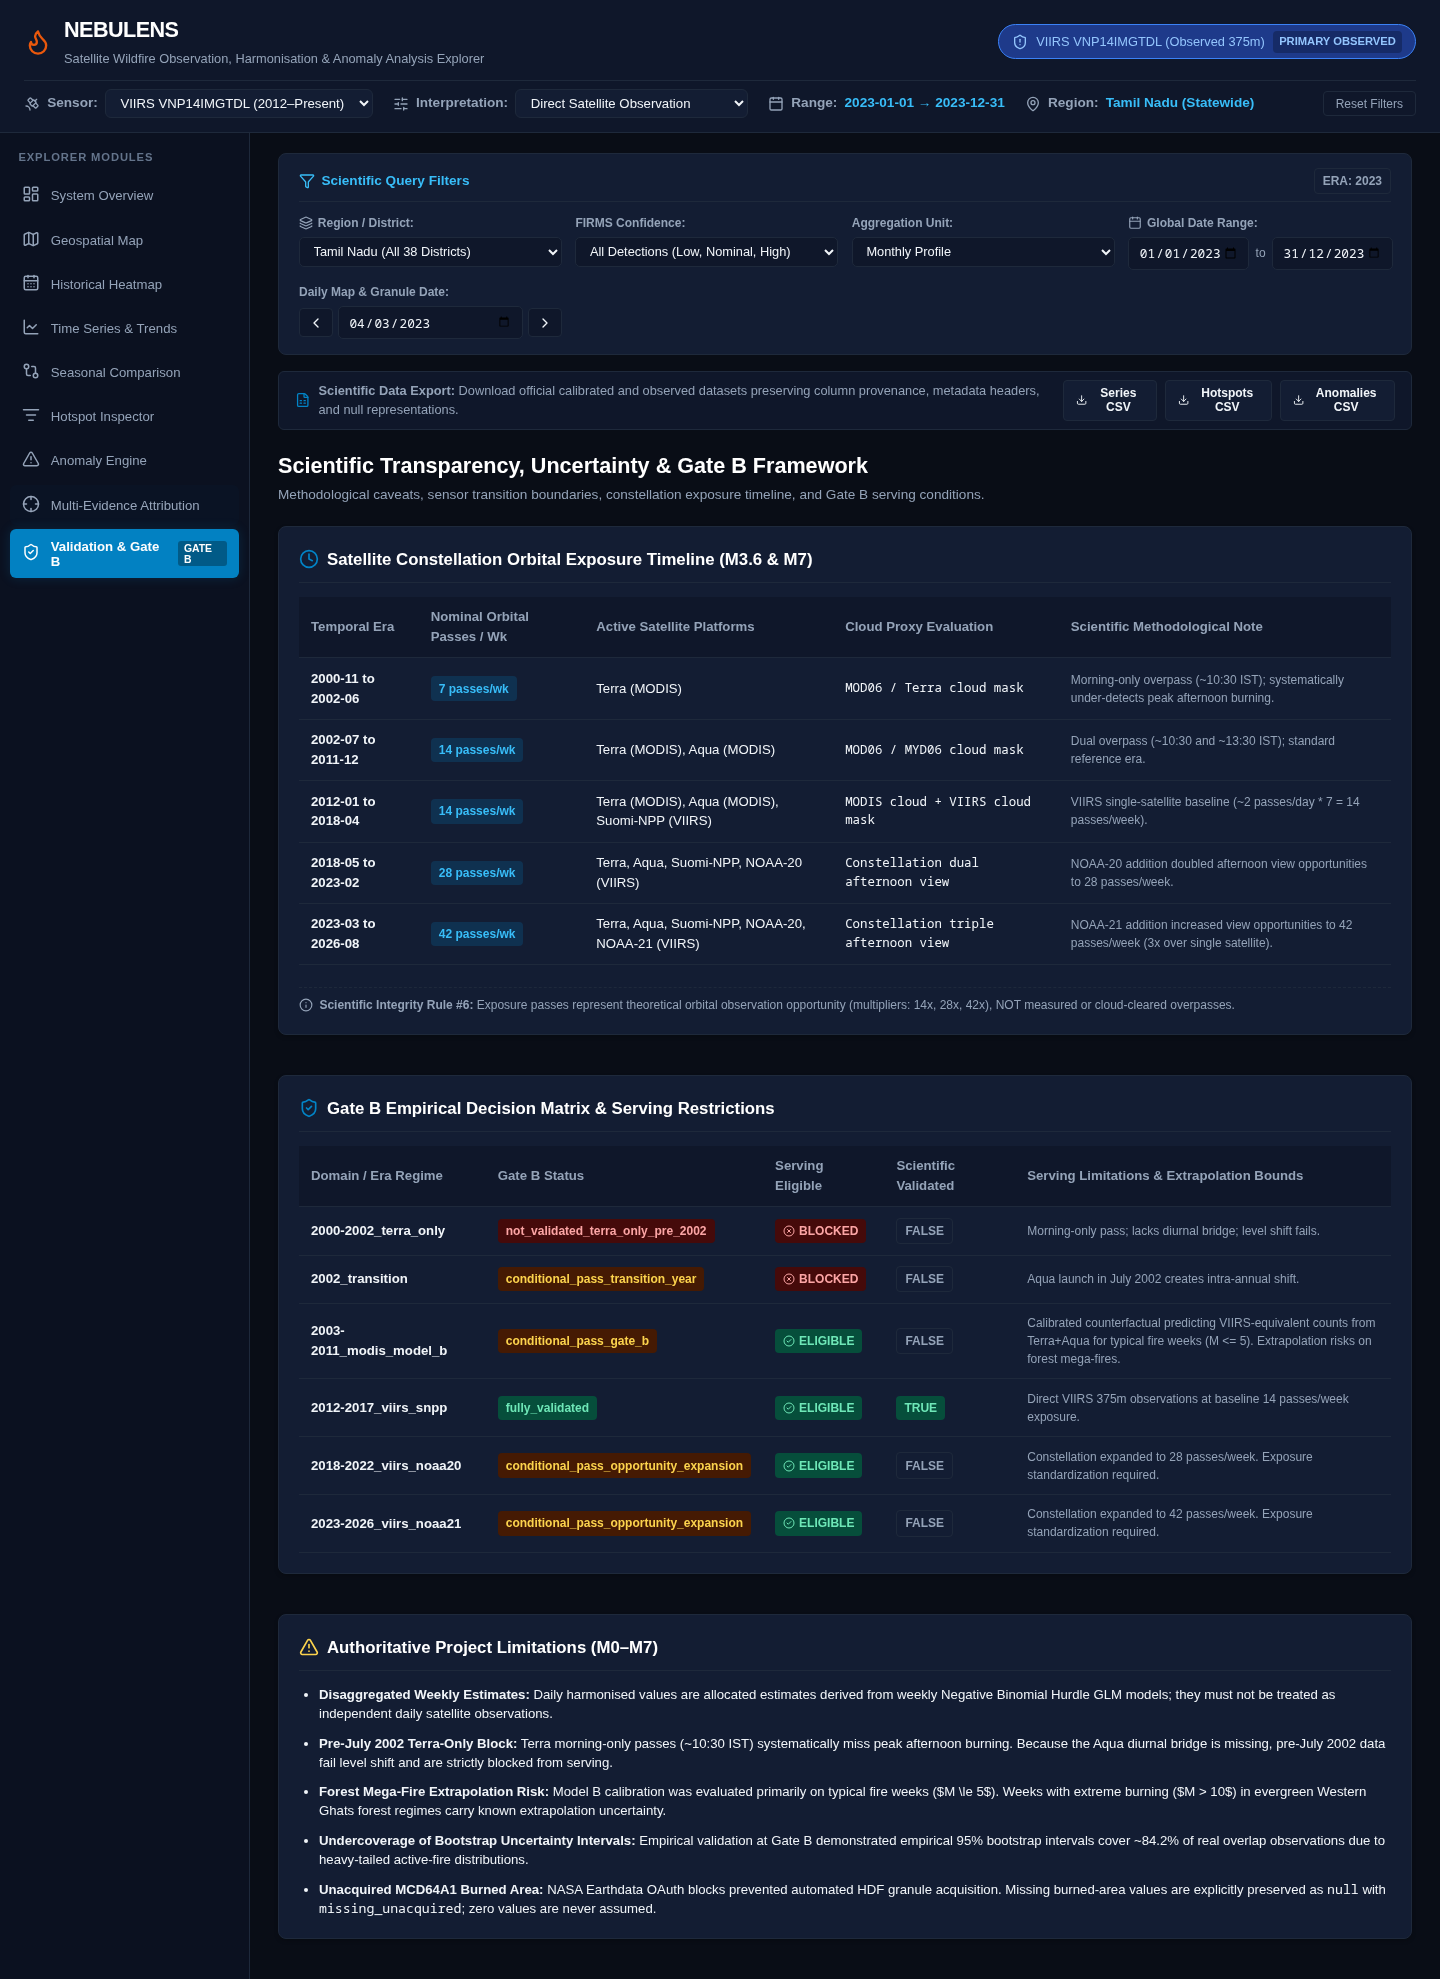 NEBULENS
Satellite Wildfire Observation, Harmonisation & Anomaly Analysis Explorer
VIIRS VNP14IMGTDL (Observed 375m) PRIMARY OBSERVED
Sensor: VIIRS VNP14IMGTDL (2012–Present) Interpretation: Direct Satellite Observation Range: 2023-01-01 → 2023-12-31 Region: Tamil Nadu (Statewide) Reset Filters
EXPLORER MODULES
System Overview
Geospatial Map
Historical Heatmap
Time Series & Trends
Seasonal Comparison
Hotspot Inspector
Anomaly Engine
Multi-Evidence Attribution
Validation & Gate
B
GATE
B
Scientific Query Filters
ERA: 2023
Region / District: FIRMS Confidence: Aggregation Unit: Global Date Range:
Tamil Nadu (All 38 Districts) All Detections (Low, Nominal, High) Monthly Profile 01/01/2023 to 31/12/2023
Daily Map & Granule Date:
04/03/2023
Scientific Data Export: Download official calibrated and observed datasets preserving column provenance, metadata headers,
and null representations.
Series
CSV
Hotspots
CSV
Anomalies
CSV
Scientific Transparency, Uncertainty & Gate B Framework
Methodological caveats, sensor transition boundaries, constellation exposure timeline, and Gate B serving conditions.
Satellite Constellation Orbital Exposure Timeline (M3.6 & M7)
Temporal Era
Nominal Orbital
Passes / Wk
Active Satellite Platforms
Cloud Proxy Evaluation
Scientific Methodological Note
2000-11 to
2002-06
7 passes/wk
Terra (MODIS)
MOD06 / Terra cloud mask
Morning-only overpass (~10:30 IST); systematically
under-detects peak afternoon burning.
2002-07 to
2011-12
14 passes/wk
Terra (MODIS), Aqua (MODIS)
MOD06 / MYD06 cloud mask
Dual overpass (~10:30 and ~13:30 IST); standard
reference era.
2012-01 to
2018-04
14 passes/wk
Terra (MODIS), Aqua (MODIS),
Suomi-NPP (VIIRS)
MODIS cloud + VIIRS cloud
mask
VIIRS single-satellite baseline (~2 passes/day * 7 = 14
passes/week).
2018-05 to
2023-02
28 passes/wk
Terra, Aqua, Suomi-NPP, NOAA-20
(VIIRS)
Constellation dual
afternoon view
NOAA-20 addition doubled afternoon view opportunities
to 28 passes/week.
2023-03 to
2026-08
42 passes/wk
Terra, Aqua, Suomi-NPP, NOAA-20,
NOAA-21 (VIIRS)
Constellation triple
afternoon view
NOAA-21 addition increased view opportunities to 42
passes/week (3x over single satellite).
Scientific Integrity Rule #6: Exposure passes represent theoretical orbital observation opportunity (multipliers: 14x, 28x, 42x), NOT measured or cloud-cleared overpasses.
Gate B Empirical Decision Matrix & Serving Restrictions
Domain / Era Regime
Gate B Status
Serving
Eligible
Scientific
Validated
Serving Limitations & Extrapolation Bounds
2000-2002_terra_only
not_validated_terra_only_pre_2002
BLOCKED
FALSE
Morning-only pass; lacks diurnal bridge; level shift fails.
2002_transition
conditional_pass_transition_year
BLOCKED
FALSE
Aqua launch in July 2002 creates intra-annual shift.
2003-
2011_modis_model_b
conditional_pass_gate_b
ELIGIBLE
FALSE
Calibrated counterfactual predicting VIIRS-equivalent counts from
Terra+Aqua for typical fire weeks (M <= 5). Extrapolation risks on
forest mega-fires.
2012-2017_viirs_snpp
fully_validated
ELIGIBLE
TRUE
Direct VIIRS 375m observations at baseline 14 passes/week
exposure.
2018-2022_viirs_noaa20
conditional_pass_opportunity_expansion
ELIGIBLE
FALSE
Constellation expanded to 28 passes/week. Exposure
standardization required.
2023-2026_viirs_noaa21
conditional_pass_opportunity_expansion
ELIGIBLE
FALSE
Constellation expanded to 42 passes/week. Exposure
standardization required.
Authoritative Project Limitations (M0–M7)
• Disaggregated Weekly Estimates: Daily harmonised values are allocated estimates derived from weekly Negative Binomial Hurdle GLM models; they must not be treated as
independent daily satellite observations.
• Pre-July 2002 Terra-Only Block: Terra morning-only passes (~10:30 IST) systematically miss peak afternoon burning. Because the Aqua diurnal bridge is missing, pre-July 2002 data
fail level shift and are strictly blocked from serving.
• Forest Mega-Fire Extrapolation Risk: Model B calibration was evaluated primarily on typical fire weeks ($M \le 5$). Weeks with extreme burning ($M > 10$) in evergreen Western
Ghats forest regimes carry known extrapolation uncertainty.
• Undercoverage of Bootstrap Uncertainty Intervals: Empirical validation at Gate B demonstrated empirical 95% bootstrap intervals cover ~84.2% of real overlap observations due to
heavy-tailed active-fire distributions.
• Unacquired MCD64A1 Burned Area: NASA Earthdata OAuth blocks prevented automated HDF granule acquisition. Missing burned-area values are explicitly preserved as null with
missing_unacquired; zero values are never assumed.